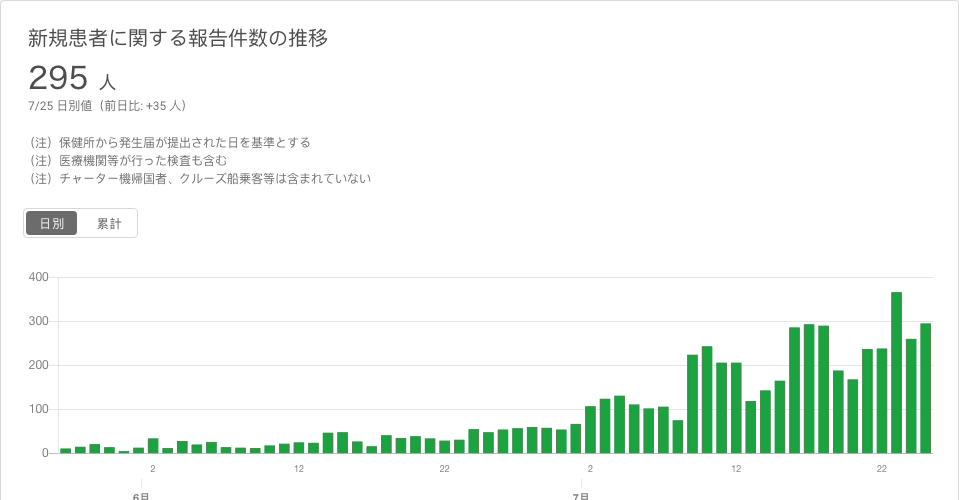 新規患者に関する報告件数の推移
295 人
7/25 日別値（前日比: +35 人）
（注）保健所から発生届が提出された日を基準とする
（注）医療機関等が行った検査も含む
（注）チャーター機帰国者、クルーズ船乗客等は含まれていない
日別 累計
400
300
200
100
0
2 12 22 2 12 22
6月 7月